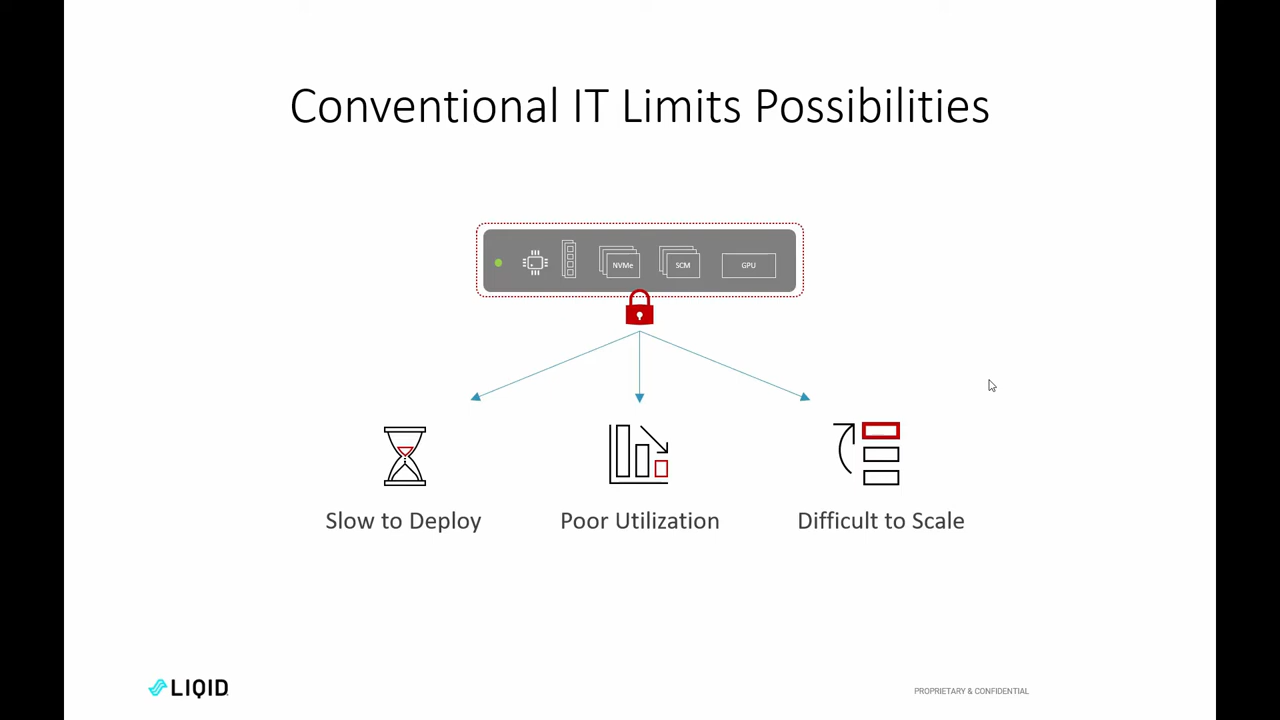 Conventional IT Limits Possibilities
NVMe
SCM
GPU
Slow to Deploy
Poor Utilization
Difficult to Scale
LIQID
PROPRIETARY & CONFIDENTIAL